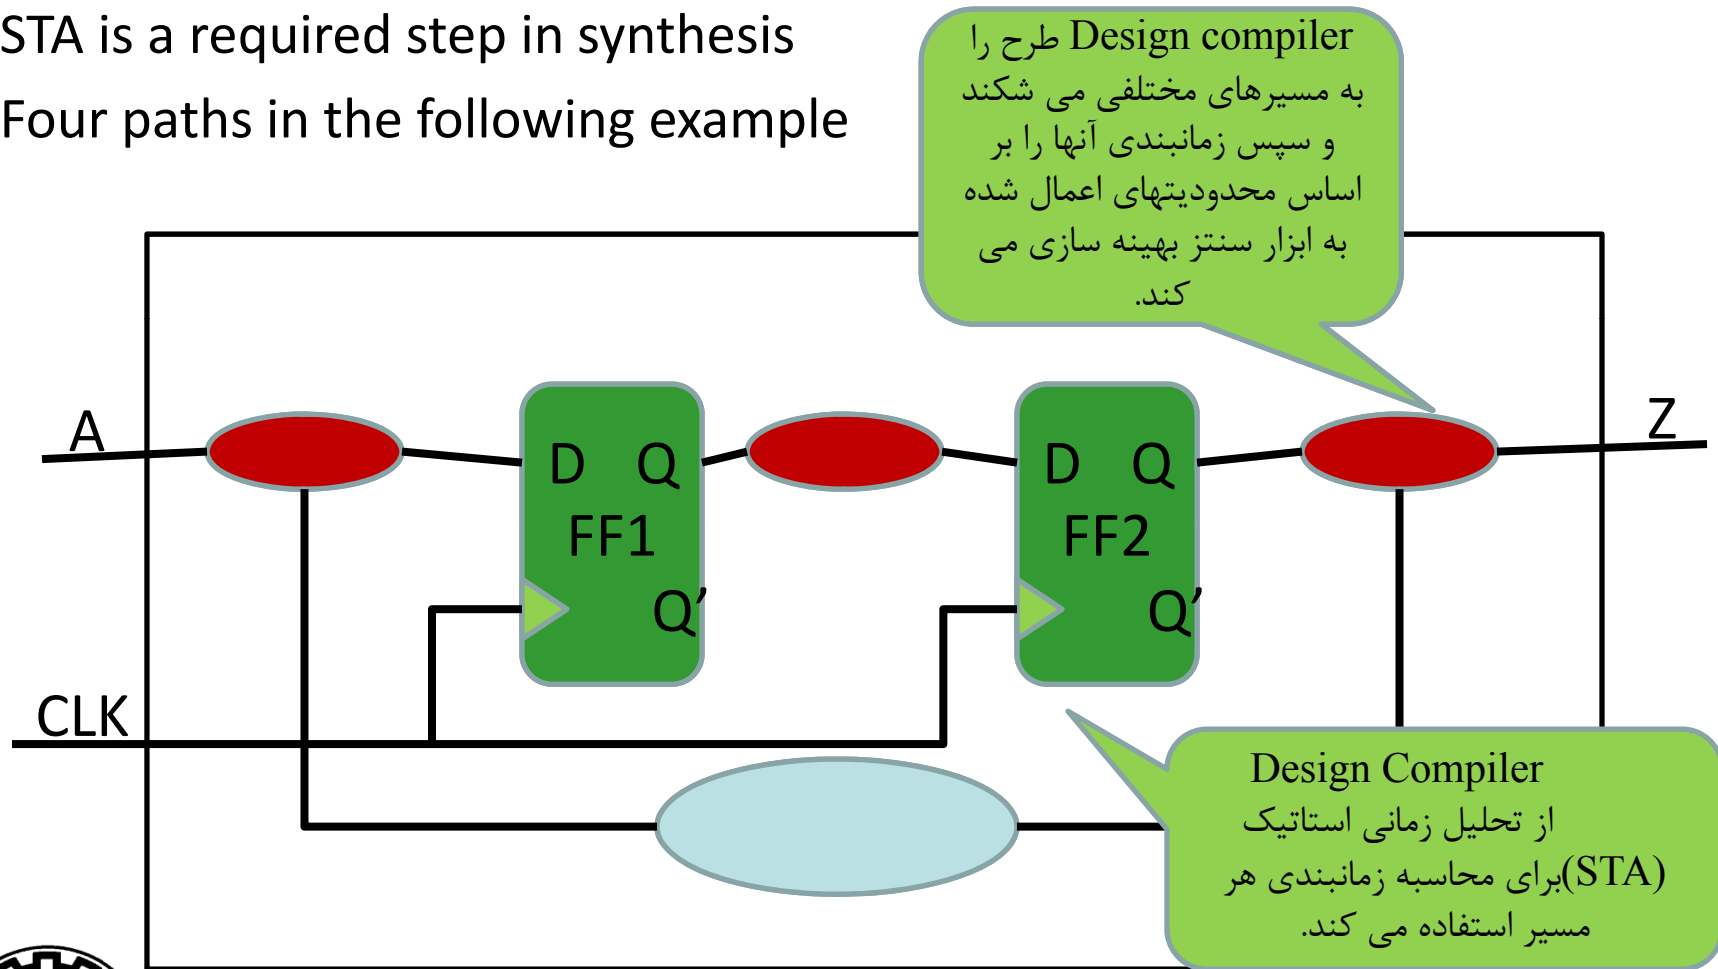 STA is a required step in synthesis
Four paths in the following example
Design compiler طرح را
به مسیرهای مختلفی می شکند
و سپس زمانبندی آنها را بر
اساس محدودیتهای اعمال شده
به ابزار سنتز بهینه سازی می
کند.
A
D Q
FF1
Q’
D Q
FF2
Q’
Z
CLK
Design Compiler
از تحلیل زمانی استاتیک
(STA)برای محاسبه زمانبندی هر
مسیر استفاده می کند.